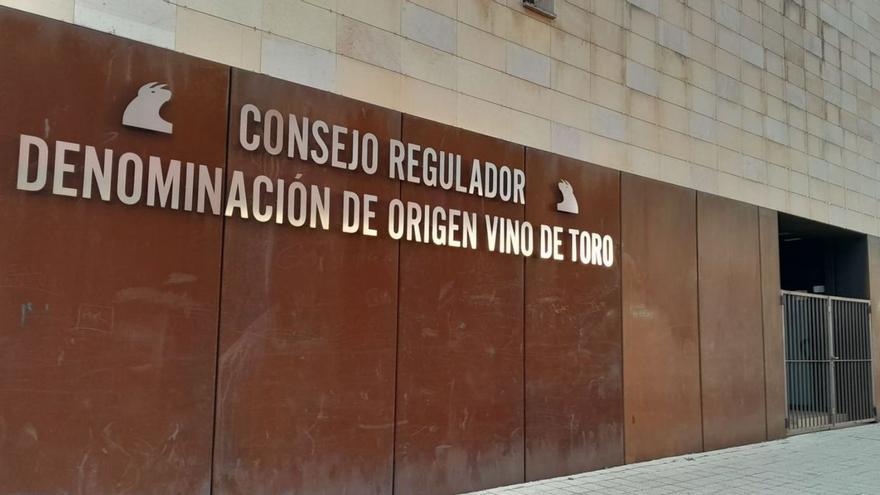 CONSEJO REGULADOR
DENOMINACIÓN DE ORIGEN VINO DE TORO